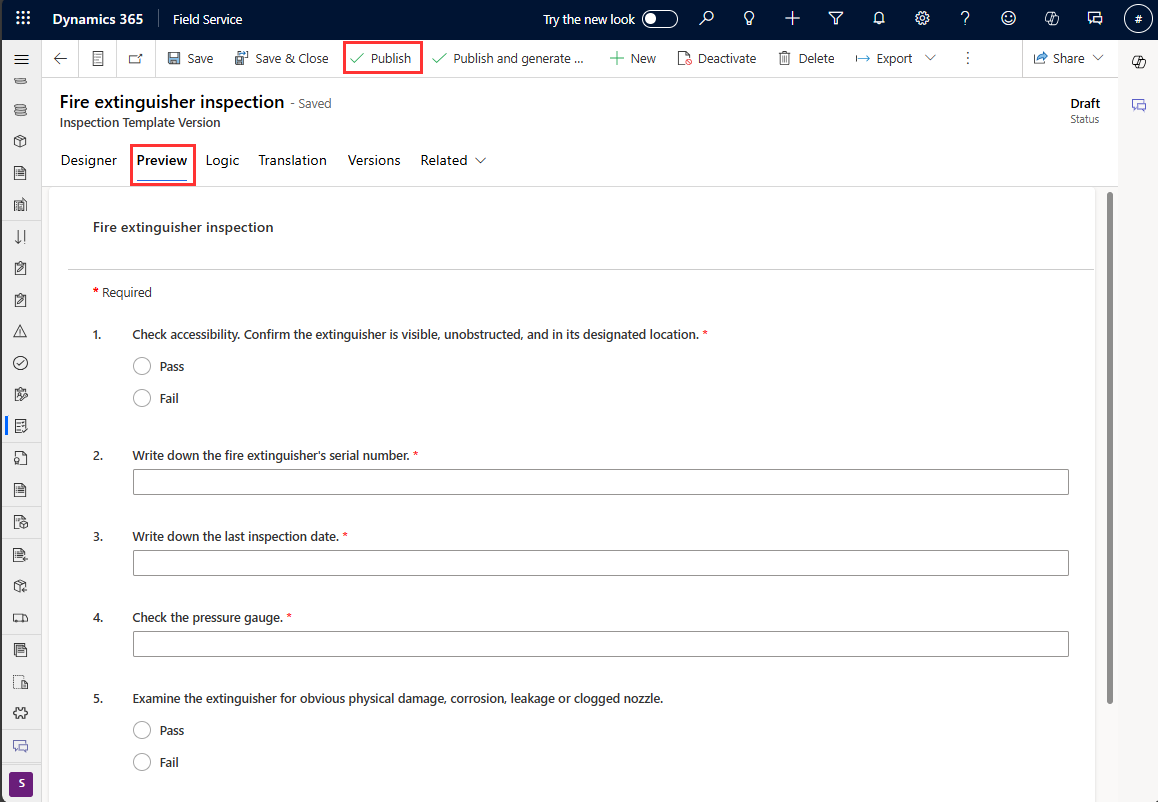 Dynamics 365 Field Service Try the new look #
Save Save & Close Publish Publish and generate ... New Deactivate Delete Export Share
Fire extinguisher inspection - Saved
Inspection Template Version
Draft
Status
Designer Preview Logic Translation Versions Related
Fire extinguisher inspection
* Required
1. Check accessibility. Confirm the extinguisher is visible, unobstructed, and in its designated location. *
Pass
Fail
2. Write down the fire extinguisher's serial number. *
3. Write down the last inspection date. *
4. Check the pressure gauge. *
5. Examine the extinguisher for obvious physical damage, corrosion, leakage or clogged nozzle.
Pass
Fail
S